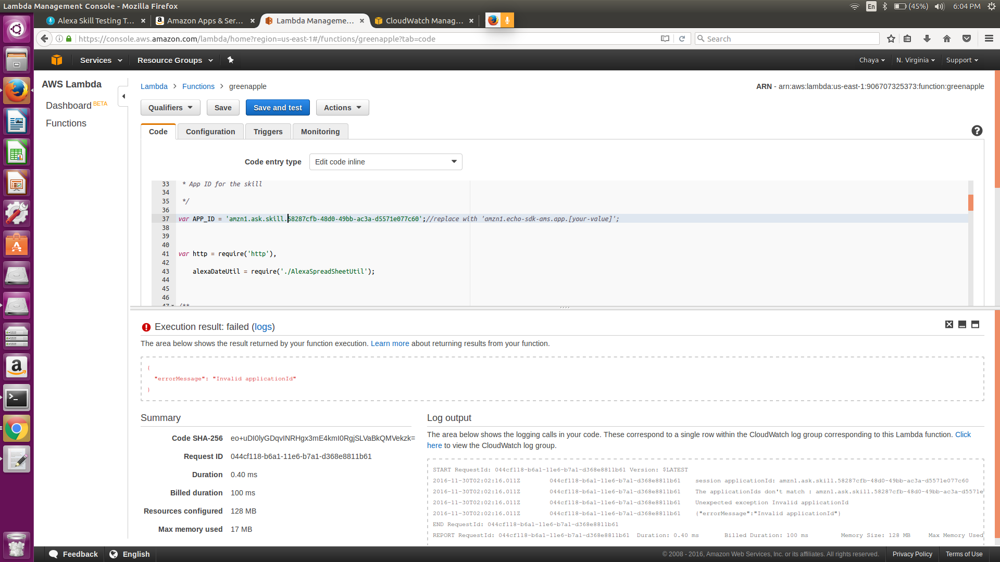 Lambda Management Console - Mozilla Firefox
En
(45%)
6:04 PM
Alexa Skill Testing T...
Amazon Apps & Ser...
Lambda Manageme...
CloudWatch Manag...
https://console.aws.amazon.com/lambda/home?region=us-east-1#/functions/greenapple?tab=code
Search
Services
Resource Groups
Chaya
N. Virginia
Support
AWS Lambda
Dashboard BETA
Functions
Lambda > Functions > greenapple
ARN - arn:aws:lambda:us-east-1:906707325373:function:greenapple
Qualifiers
Save
Save and test
Actions
Code
Configuration
Triggers
Monitoring
?
Code entry type
Edit code inline
33 * App ID for the skill
34
35 */
36
37 var APP_ID = 'amzn1.ask.skill.58287cfb-48d0-49bb-ac3a-d5571e077c60';//replace with 'amzn1.echo-sdk-ams.app.[your-value]';
38
39
40
41 var http = require('http'),
42
43 alexaDateUtil = require('./AlexaSpreadSheetUtil');
44
45
46
47 /**
Execution result: failed (logs)
The area below shows the result returned by your function execution. Learn more about returning results from your function.
{
"errorMessage": "Invalid applicationId"
}
Summary
Code SHA-256 eo+uDI0lyGDqvINRHgx3mE4kmI0RgjSLVaBkQMVekzk=
Request ID 044cf118-b6a1-11e6-b7a1-d368e8811b61
Duration 0.40 ms
Billed duration 100 ms
Resources configured 128 MB
Max memory used 17 MB
Log output
The area below shows the logging calls in your code. These correspond to a single row within the CloudWatch log group corresponding to this Lambda function. Click
here to view the CloudWatch log group.
START RequestId: 044cf118-b6a1-11e6-b7a1-d368e8811b61 Version: $LATEST
2016-11-30T02:02:16.011Z 044cf118-b6a1-11e6-b7a1-d368e8811b61 session applicationId: amzn1.ask.skill.58287cfb-48d0-49bb-ac3a-d5571e077c60
2016-11-30T02:02:16.011Z 044cf118-b6a1-11e6-b7a1-d368e8811b61 The applicationIds don't match : amzn1.ask.skill.58287cfb-48d0-49bb-ac3a-d5571e
2016-11-30T02:02:16.011Z 044cf118-b6a1-11e6-b7a1-d368e8811b61 Unexpected exception Invalid applicationId
2016-11-30T02:02:16.011Z 044cf118-b6a1-11e6-b7a1-d368e8811b61 {"errorMessage":"Invalid applicationId"}
END RequestId: 044cf118-b6a1-11e6-b7a1-d368e8811b61
REPORT RequestId: 044cf118-b6a1-11e6-b7a1-d368e8811b61 Duration: 0.40 ms Billed Duration: 100 ms Memory Size: 128 MB Max Memory Used
Feedback
English
© 2008 - 2016, Amazon Web Services, Inc. or its affiliates. All rights reserved.
Privacy Policy
Terms of Use